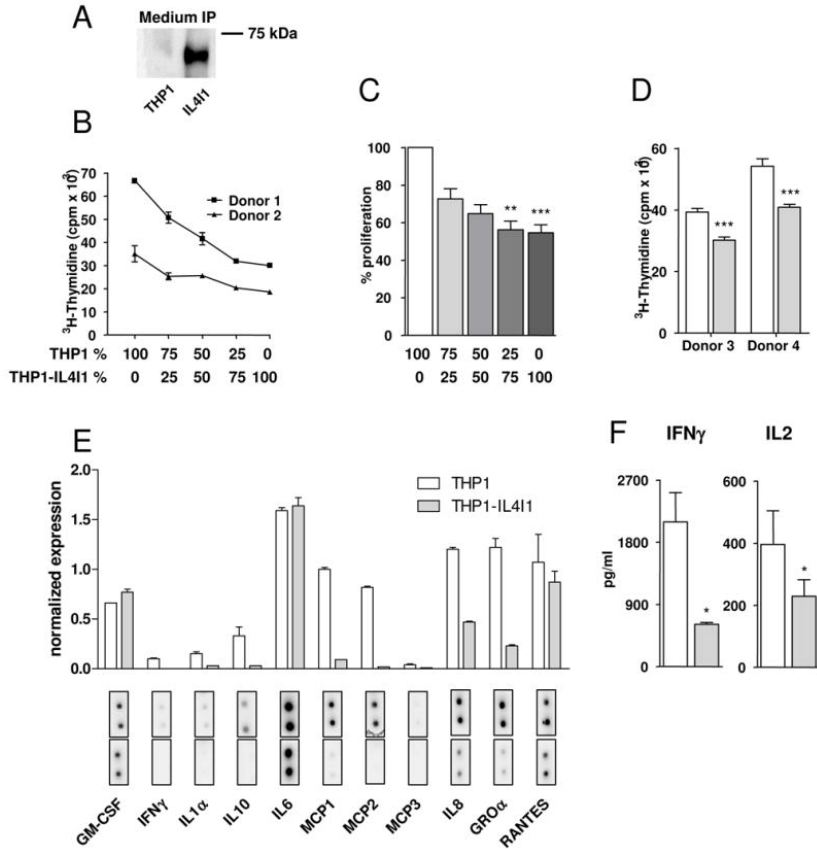 A
Medium IP
75 kDa
THP1
IL4I1
B
³H-Thymidine (cpm x 10³)
70
60
50
40
30
20
10
0
Donor 1
Donor 2
THP1 % 100 75 50 25 0
THP1-IL4I1 % 0 25 50 75 100
C
% proliferation
100
80
60
40
20
0
**
***
100 75 50 25 0
0 25 50 75 100
D
³H-Thymidine (cpm x 10³)
60
40
20
0
***
***
Donor 3 Donor 4
E
normalized expression
2.0
1.5
1.0
0.5
0.0
THP1
THP1-IL4I1
GM-CSF IFNγ IL1α IL10 IL6 MCP1 MCP2 MCP3 IL8 GROα RANTES
F
IFNγ IL2
pg/ml
2700
1800
900
0
*
600
400
200
0
*